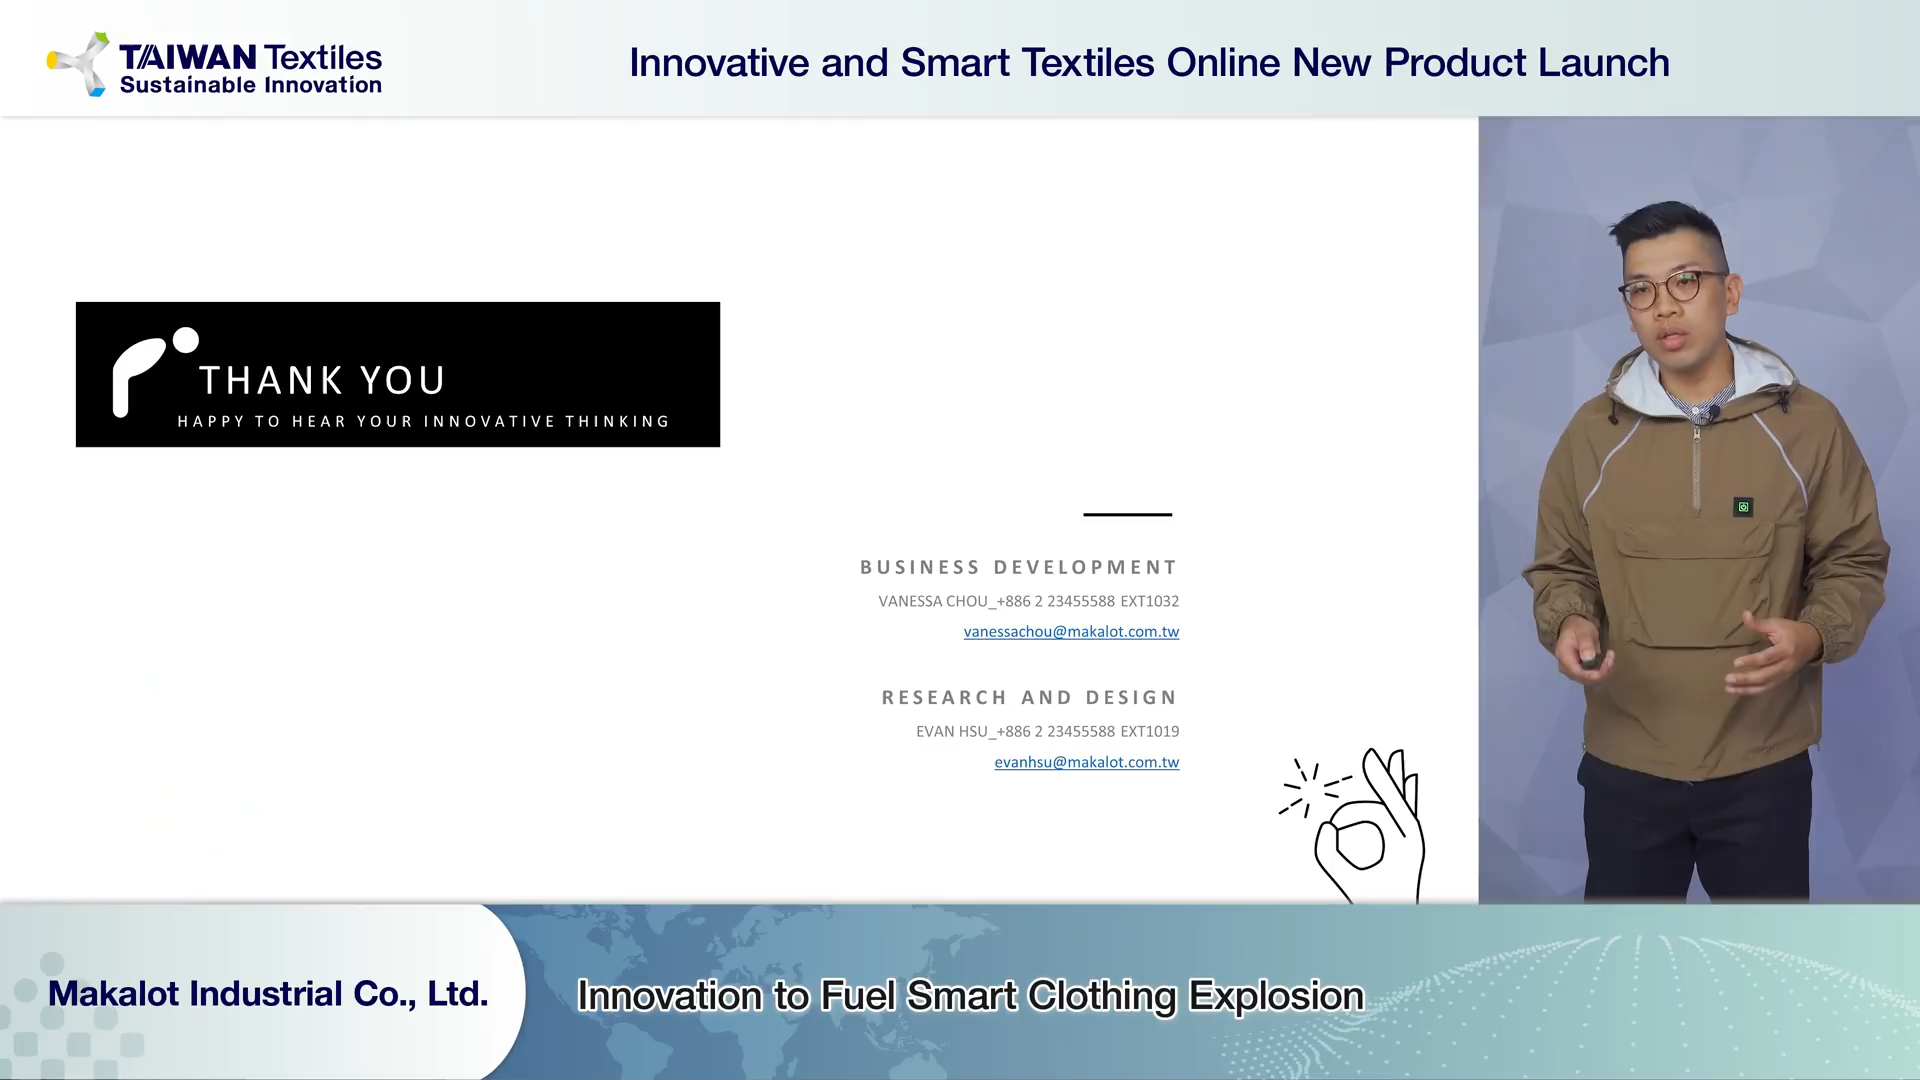 TAIWAN Textiles
Sustainable Innovation
Innovative and Smart Textiles Online New Product Launch
THANK YOU
HAPPY TO HEAR YOUR INNOVATIVE THINKING
BUSINESS DEVELOPMENT
VANESSA CHOU_+886 2 23455588 EXT1032
vanessachou@makalot.com.tw
RESEARCH AND DESIGN
EVAN HSU_+886 2 23455588 EXT1019
evanhsu@makalot.com.tw
Makalot Industrial Co., Ltd.
Innovation to Fuel Smart Clothing Explosion